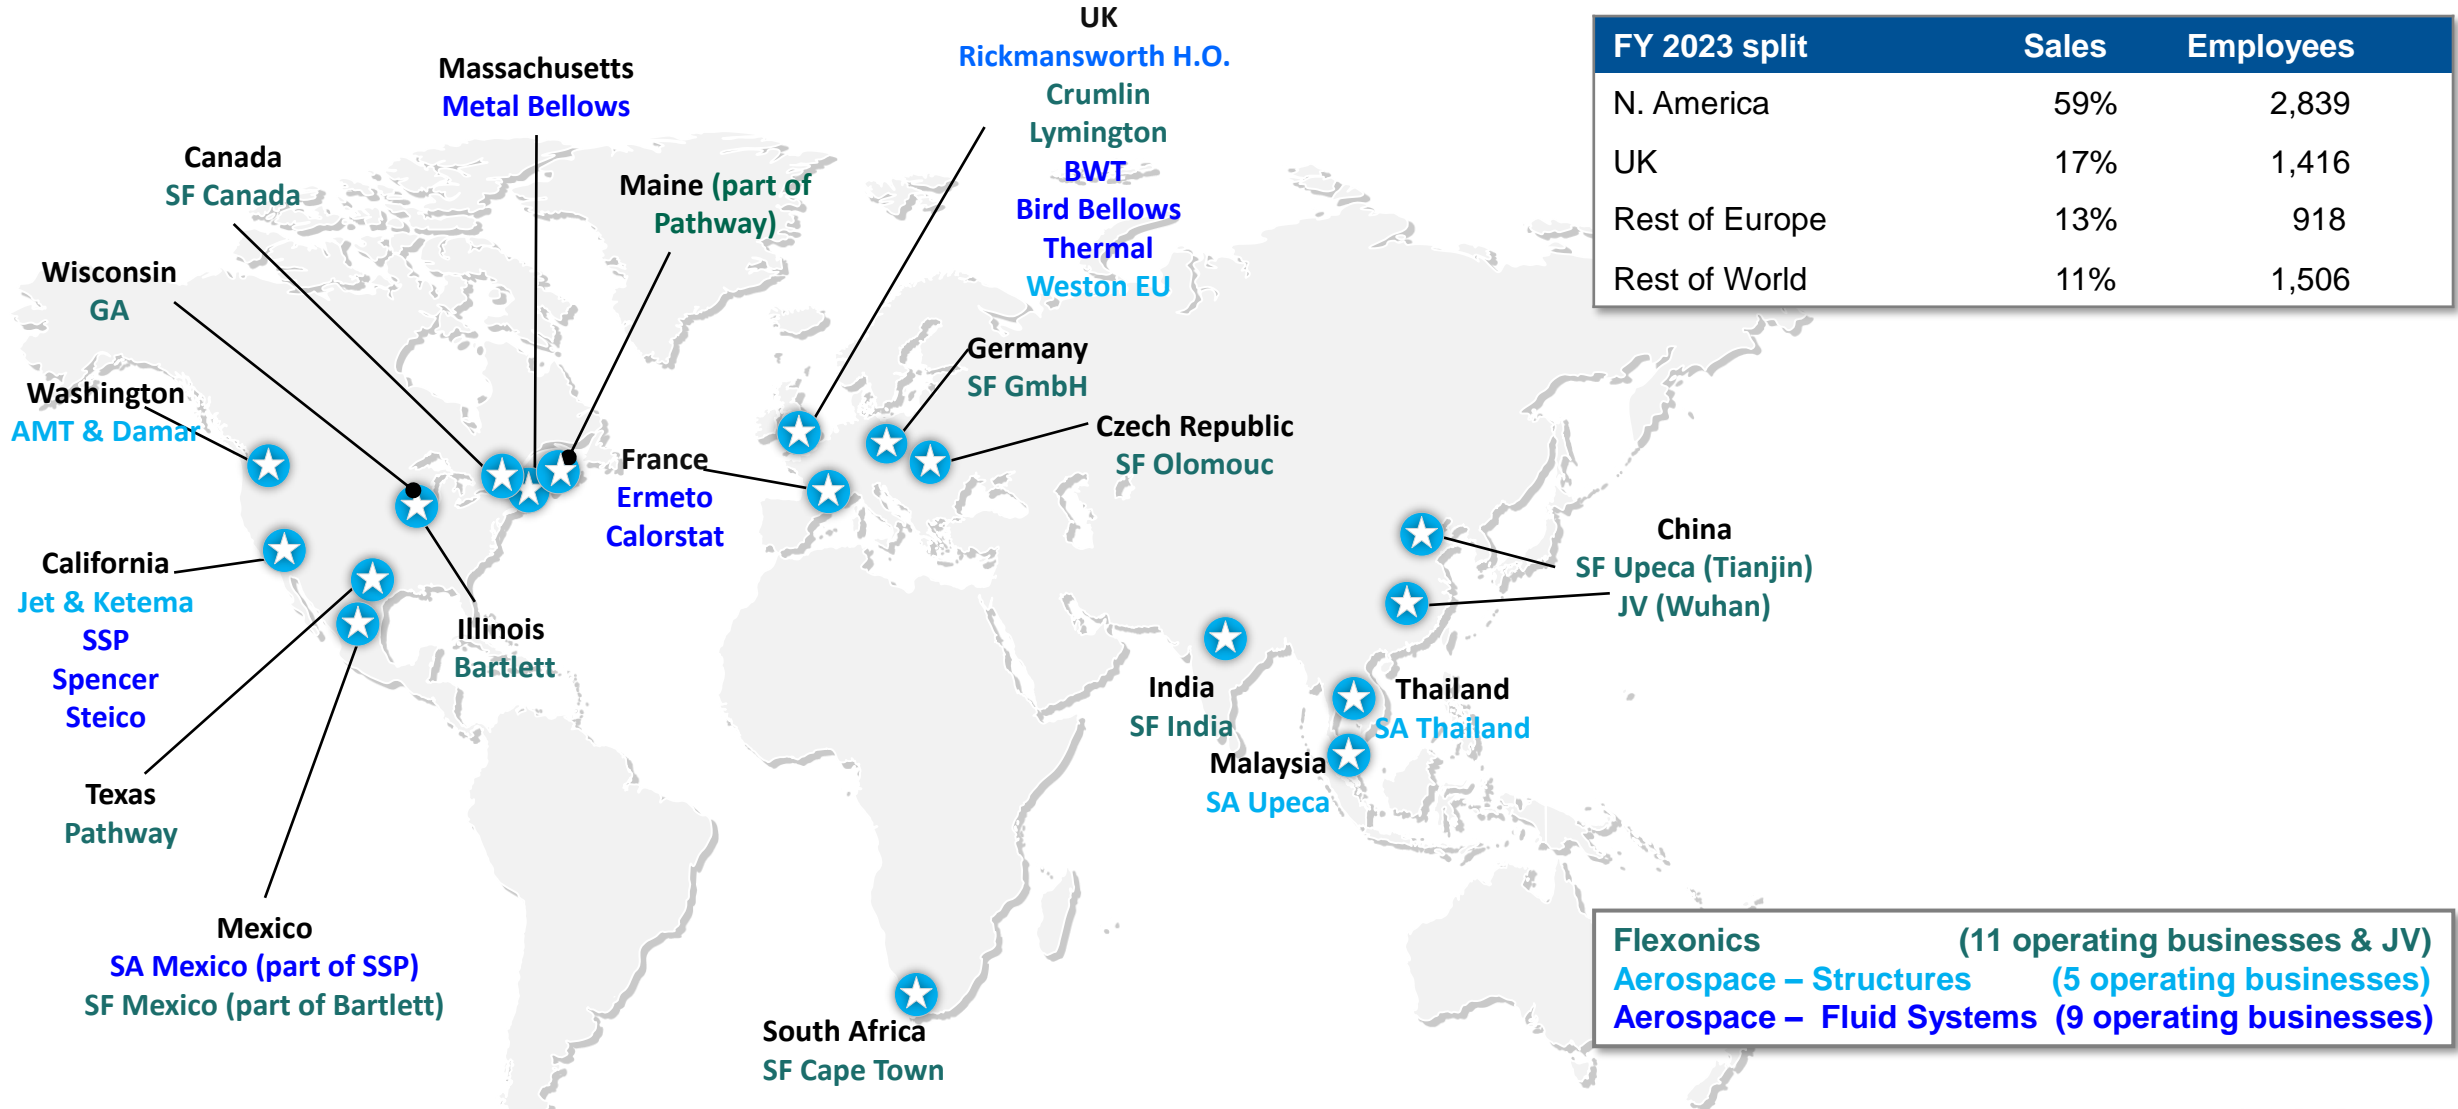 UK
Rickmansworth H.O.
Crumlin
Lymington
BWT
Bird Bellows
Thermal
Weston EU
Massachusetts
Metal Bellows
Canada
SF Canada
Maine (part of
Pathway)
Wisconsin
GA
Washington
AMT & Damar
California
Jet & Ketema
SSP
Spencer
Steico
Texas
Pathway
Mexico
SA Mexico (part of SSP)
SF Mexico (part of Bartlett)
Illinois
Bartlett
France
Ermeto
Calorstat
Germany
SF GmbH
Czech Republic
SF Olomouc
China
SF Upeca (Tianjin)
JV (Wuhan)
India
SF India
Thailand
SA Thailand
Malaysia
SA Upeca
South Africa
SF Cape Town
FY 2023 split Sales Employees
N. America 59% 2,839
UK 17% 1,416
Rest of Europe 13% 918
Rest of World 11% 1,506
Flexonics (11 operating businesses & JV)
Aerospace – Structures (5 operating businesses)
Aerospace – Fluid Systems (9 operating businesses)